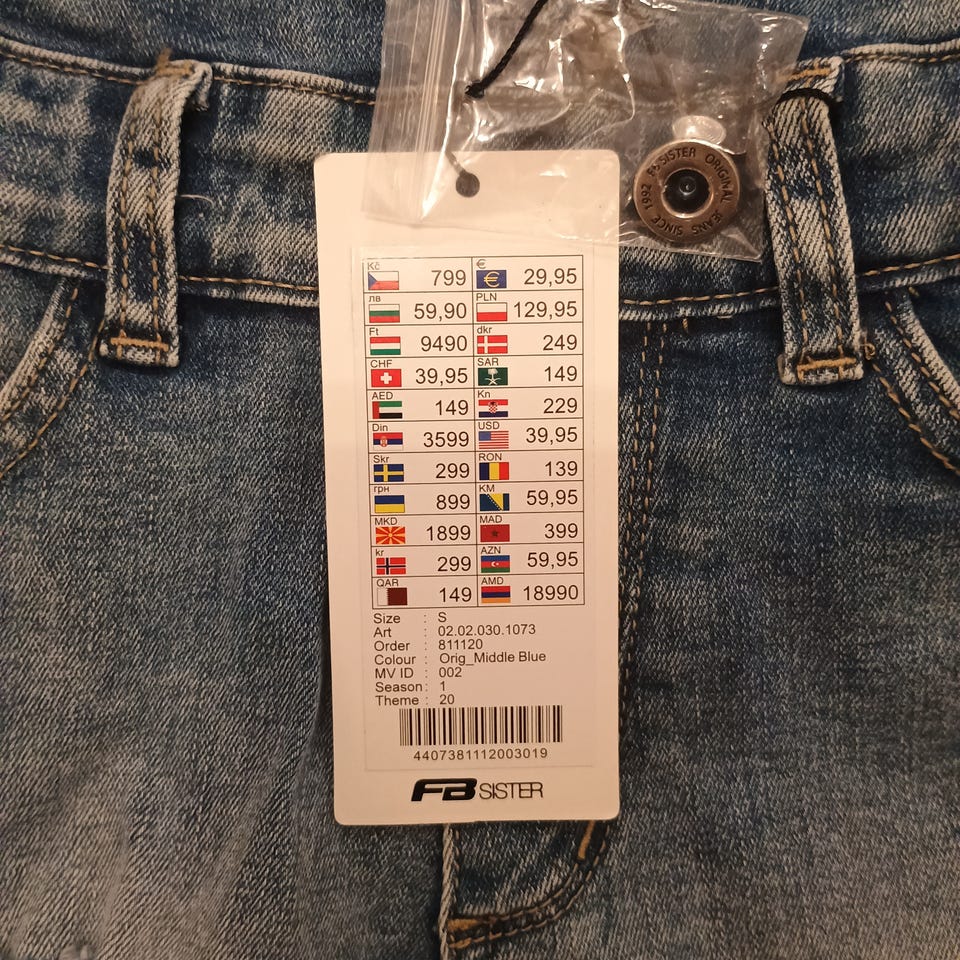 FB SISTER ORIGINAL JEANS SINCE 1992
Kč 799 € 29,95
лв 59,90 PLN 129,95
Ft 9490 dkr 249
CHF 39,95 SAR 149
AED 149 Kn 229
Din 3599 USD 39,95
Skr 299 RON 139
грн 899 KM 59,95
MKD 1899 MAD 399
kr 299 AZN 59,95
QAR 149 AMD 18990
Size : S
Art : 02.02.030.1073
Order : 811120
Colour : Orig_Middle Blue
MV ID : 002
Season : 1
Theme : 20
4407381112003019
FB SISTER